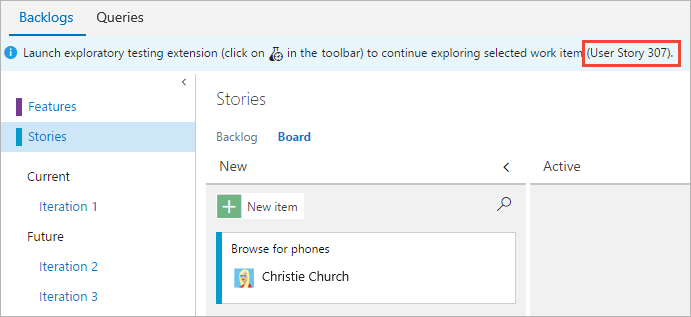 Backlogs Queries
Launch exploratory testing extension (click on in the toolbar) to continue exploring selected work item (User Story 307).
Features
Stories
Current
Iteration 1
Future
Iteration 2
Iteration 3
Stories
Backlog Board
New Active
New item
Browse for phones
Christie Church